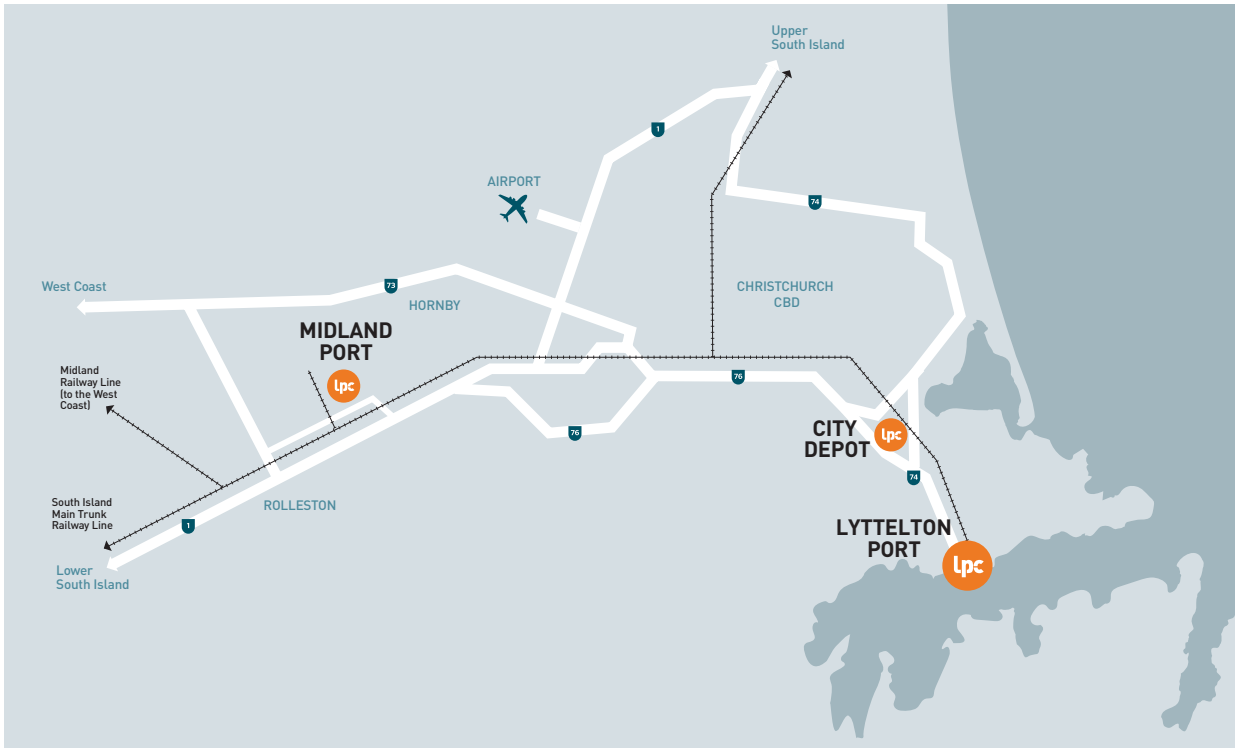 Upper
South Island
1
AIRPORT
74
West Coast
73
HORNBY
CHRISTCHURCH
CBD
MIDLAND
PORT
lpc
Midland
Railway Line
(to the West
Coast)
76
76
CITY
DEPOT
lpc
74
South Island
Main Trunk
Railway Line
ROLLESTON
1
LYTTELTON
PORT
lpc
Lower
South Island